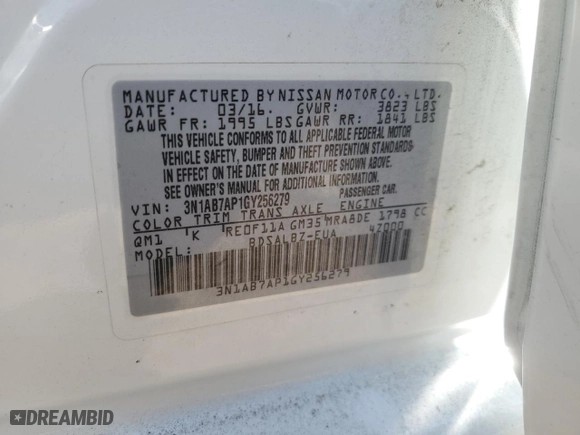 MANUFACTURED BY NISSAN MOTOR CO., LTD.
DATE: 03/16. GVWR: 3823 LBS
GAWR FR: 1995 LBS GAWR RR: 1841 LBS
THIS VEHICLE CONFORMS TO ALL APPLICABLE FEDERAL MOTOR
VEHICLE SAFETY, BUMPER AND THEFT PREVENTION STANDARDS
IN EFFECT ON THE DATE OF MANUFACTURE SHOWN ABOVE.
SEE OWNER'S MANUAL FOR ADDITIONAL INFORMATION.
VIN: 3N1AB7AP1GY256279 PASSENGER CAR
COLOR TRIM TRANS AXLE ENGINE
QM1 K RE0F11A GM35 MRA8DE 1798 CC
MODEL: BDSALBZ-EUA 4Z000
3N1AB7AP1GY256279
DREAMBID